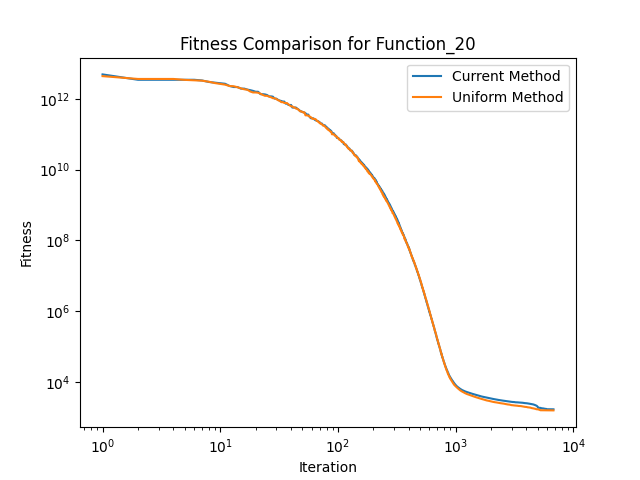 Fitness Comparison for Function_20
Current Method
Uniform Method
Fitness
10^12
10^10
10^8
10^6
10^4
10^0 10^1 10^2 10^3 10^4
Iteration